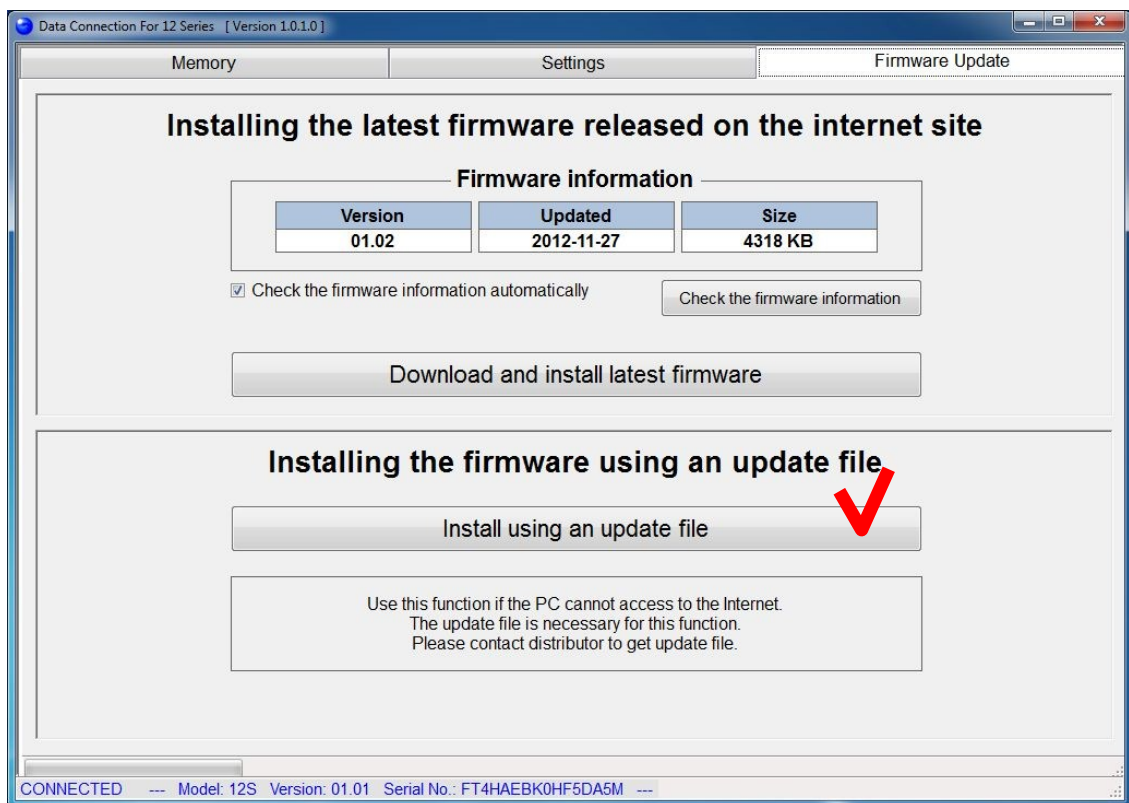 Data Connection For 12 Series [ Version 1.0.1.0 ]
Memory Settings Firmware Update
Installing the latest firmware released on the internet site
Firmware information
Version Updated Size
01.02 2012-11-27 4318 KB
Check the firmware information automatically Check the firmware information
Download and install latest firmware
Installing the firmware using an update file
Install using an update file
Use this function if the PC cannot access to the Internet.
The update file is necessary for this function.
Please contact distributor to get update file.
CONNECTED --- Model: 12S Version: 01.01 Serial No.: FT4HAEBK0HF5DA5M ---